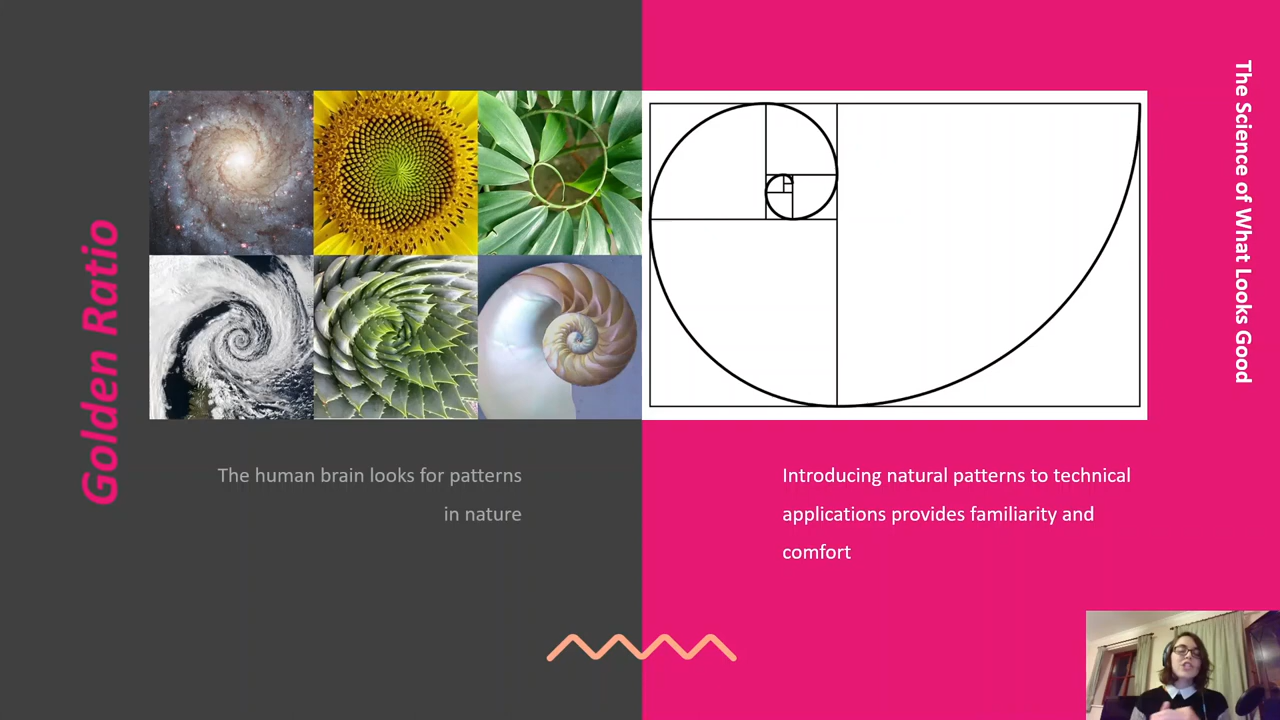 Golden Ratio
The Science of What Looks Good
The human brain looks for patterns
in nature
Introducing natural patterns to technical
applications provides familiarity and
comfort